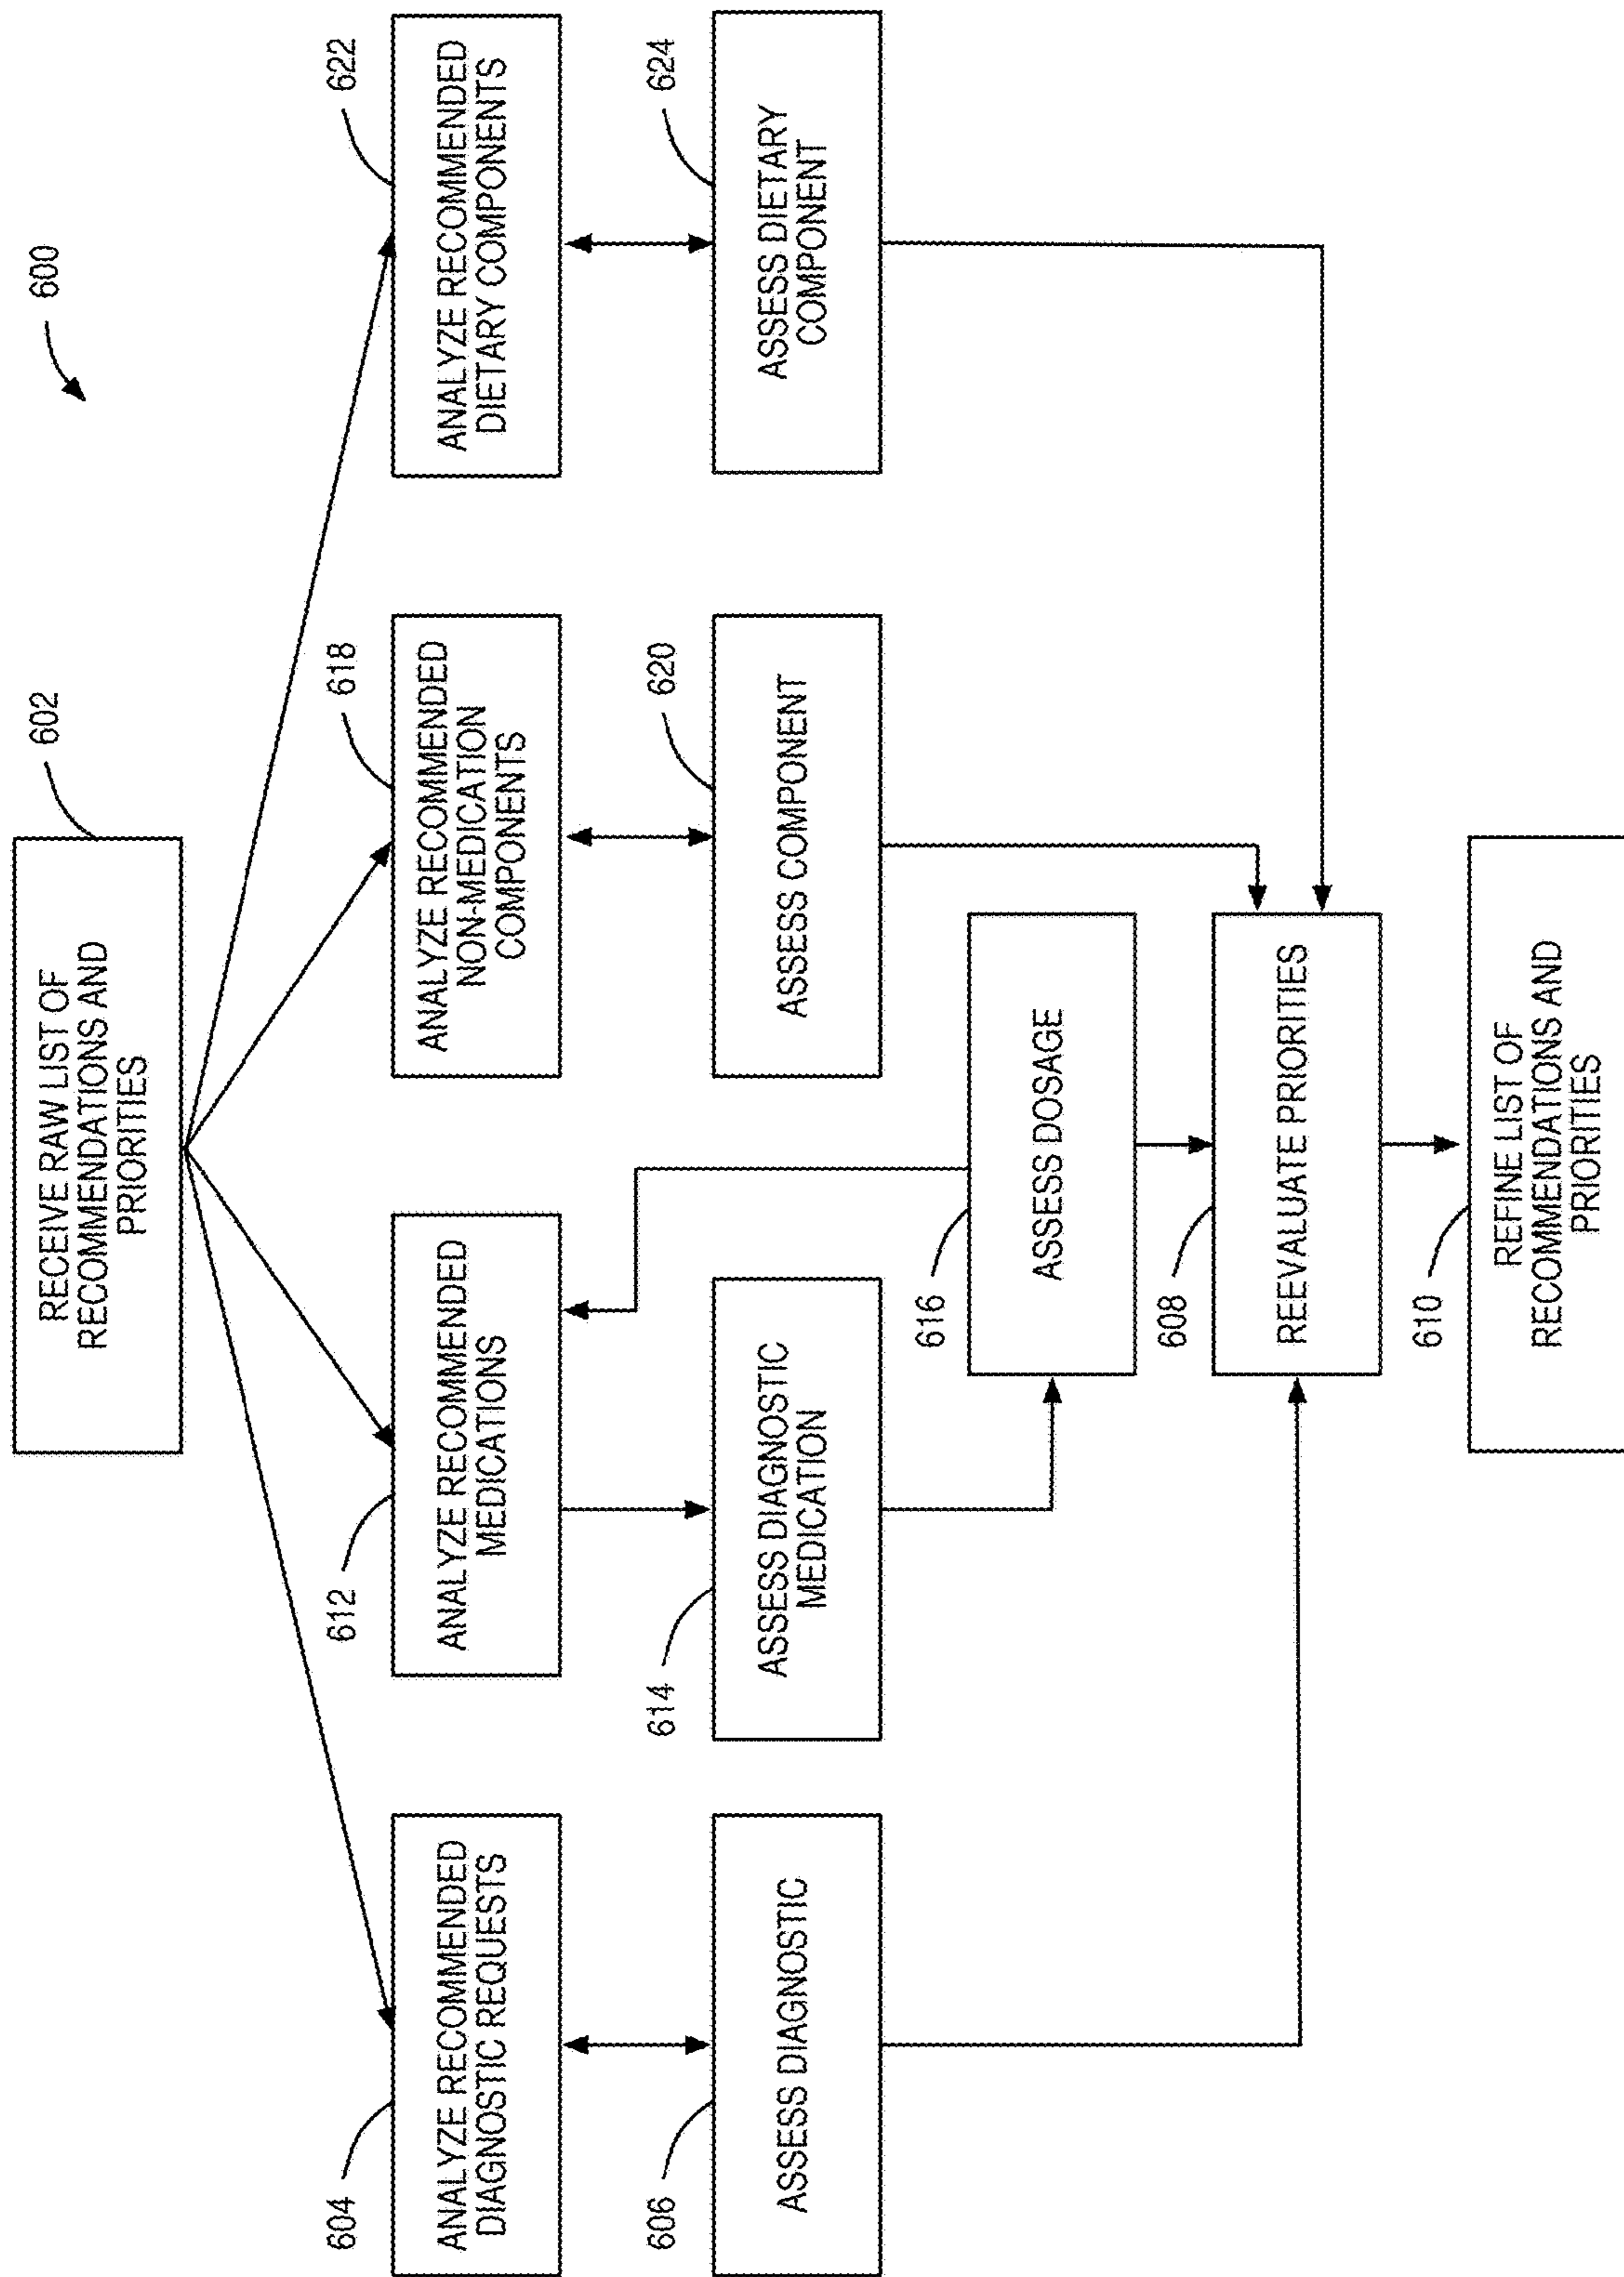 600
RECEIVE RAW LIST OF
RECOMMENDATIONS AND
PRIORITIES
602
604
ANALYZE RECOMMENDED
DIAGNOSTIC REQUESTS
612
ANALYZE RECOMMENDED
MEDICATIONS
618
ANALYZE RECOMMENDED
NON-MEDICATION
COMPONENTS
622
ANALYZE RECOMMENDED
DIETARY COMPONENTS
606
ASSESS DIAGNOSTIC
614
ASSESS DIAGNOSTIC
MEDICATION
620
ASSESS COMPONENT
624
ASSESS DIETARY
COMPONENT
616
ASSESS DOSAGE
608
REEVALUATE PRIORITIES
610
REFINE LIST OF
RECOMMENDATIONS AND
PRIORITIES